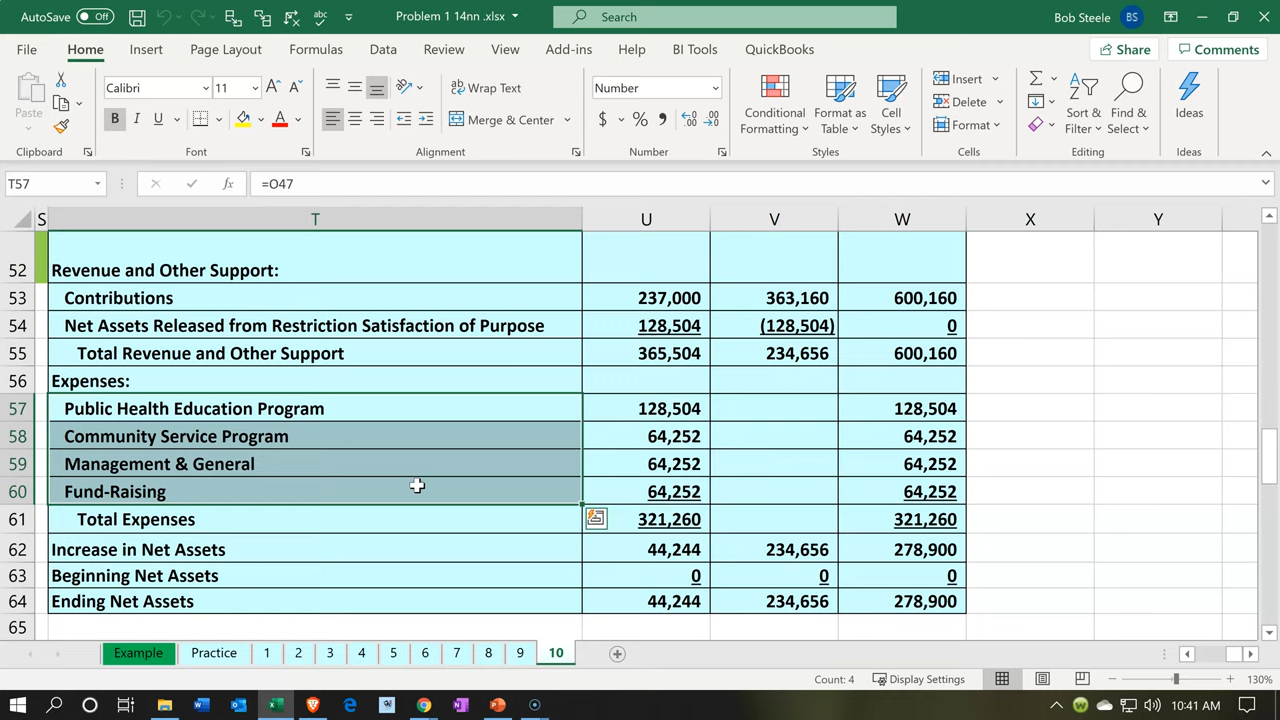 AutoSave Off Problem 1 14nn .xlsx Search Bob Steele BS
File Home Insert Page Layout Formulas Data Review View Add-ins Help BI Tools QuickBooks Share Comments
Paste Calibri 11 Wrap Text Number Conditional Formatting Format as Table Cell Styles Insert Sort & Filter Find & Select Ideas
Delete
B I U Merge & Center $ % Format
Clipboard Font Alignment Number Styles Cells Editing Ideas
T57 fx =O47
S T U V W X Y
52 Revenue and Other Support:
53 Contributions 237,000 363,160 600,160
54 Net Assets Released from Restriction Satisfaction of Purpose 128,504 (128,504) 0
55 Total Revenue and Other Support 365,504 234,656 600,160
56 Expenses:
57 Public Health Education Program 128,504 128,504
58 Community Service Program 64,252 64,252
59 Management & General 64,252 64,252
60 Fund-Raising 64,252 64,252
61 Total Expenses 321,260 321,260
62 Increase in Net Assets 44,244 234,656 278,900
63 Beginning Net Assets 0 0 0
64 Ending Net Assets 44,244 234,656 278,900
65
Example Practice 1 2 3 4 5 6 7 8 9 10
Count: 4 Display Settings 130%
10:41 AM